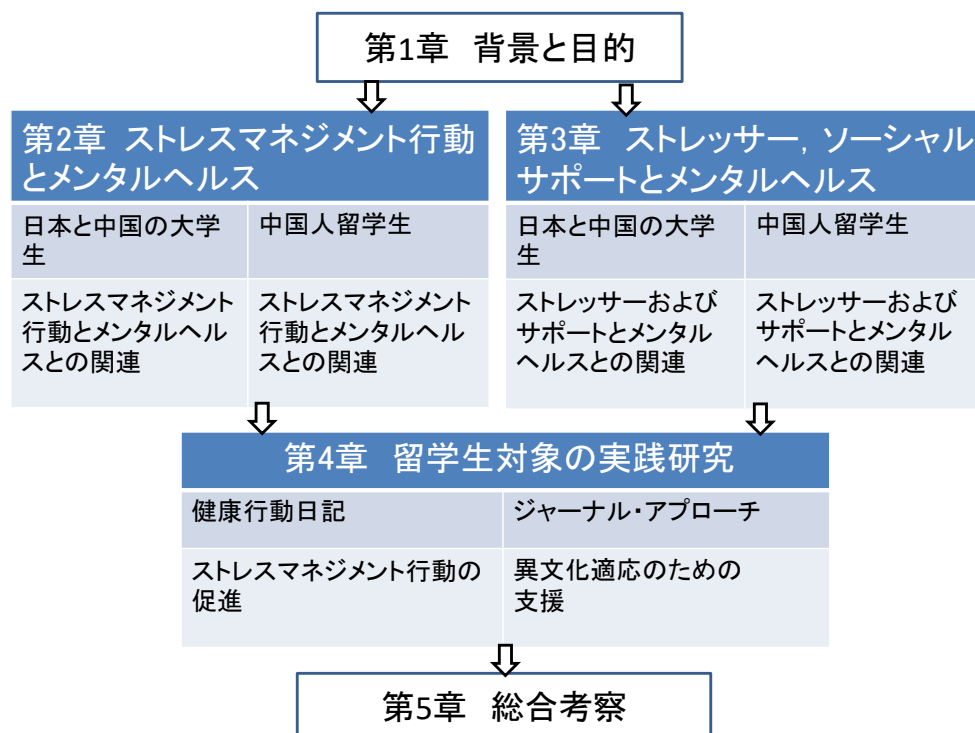 第1章 背景と目的
第2章 ストレスマネジメント行動
とメンタルヘルス
日本と中国の大学
生
中国人留学生
ストレスマネジメント
行動とメンタルヘル
スとの関連
ストレスマネジメント
行動とメンタルヘル
スとの関連
第3章 ストレッサー，ソーシャル
サポートとメンタルヘルス
日本と中国の大学
生
中国人留学生
ストレッサーおよび
サポートとメンタル
ヘルスとの関連
ストレッサーおよび
サポートとメンタル
ヘルスとの関連
第4章 留学生対象の実践研究
健康行動日記
ジャーナル・アプローチ
ストレスマネジメント行動の
促進
異文化適応のための
支援
第5章 総合考察